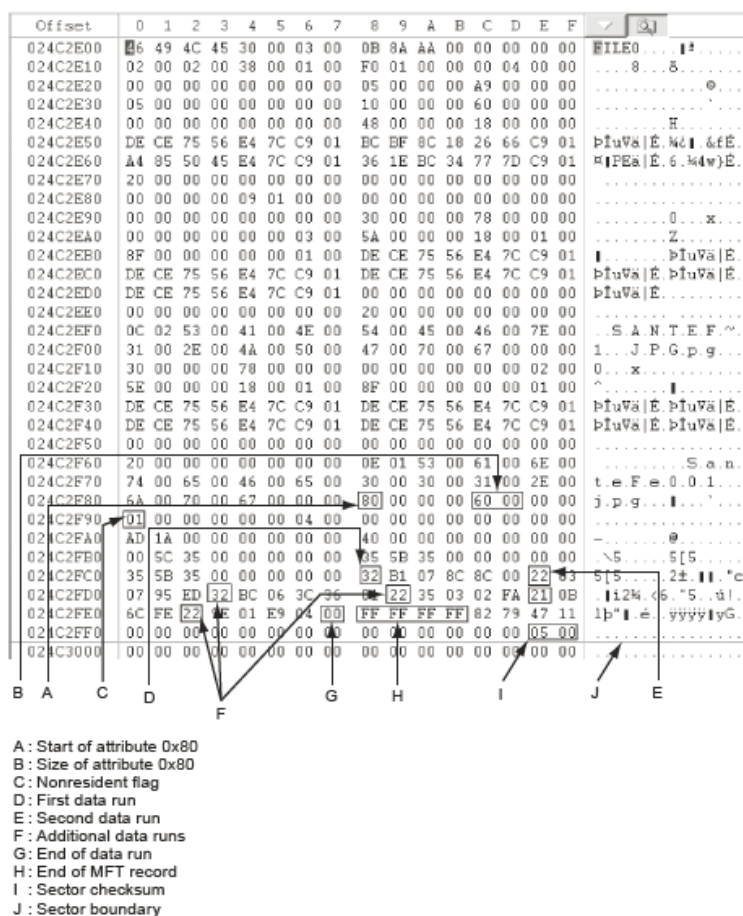 Offset 0 1 2 3 4 5 6 7 8 9 A B C D E F
024C2E00 46 49 4C 45 30 00 03 00 0B 8A AA 00 00 00 00 00 FILE0....
024C2E10 02 00 02 00 38 00 01 00 F0 01 00 00 00 04 00 00 ....8...ð.......
024C2E20 00 00 00 00 00 00 00 00 05 00 00 00 A9 00 00 00 ............©...
024C2E30 05 00 00 00 00 00 00 00 10 00 00 00 60 00 00 00 ............`...
024C2E40 00 00 00 00 00 00 00 00 48 00 00 00 18 00 00 00 ........H.......
024C2E50 DE CE 75 56 E4 7C C9 01 BC BF 8C 18 26 66 C9 01 ÞÎuVä|É.
024C2E60 A4 85 50 45 E4 7C C9 01 36 1E BC 34 77 7D C9 01
024C2E70 20 00 00 00 00 00 00 00 00 00 00 00 00 00 00 00
024C2E80 00 00 00 00 09 01 00 00 00 00 00 00 00 00 00 00
024C2E90 00 00 00 00 00 00 00 00 30 00 00 00 78 00 00 00 ........0...x...
024C2EA0 00 00 00 00 00 00 03 00 5A 00 00 00 18 00 01 00 ........Z.......
024C2EB0 8F 00 00 00 00 00 01 00 DE CE 75 56 E4 7C C9 01 ÞÎuVä|É.
024C2EC0 DE CE 75 56 E4 7C C9 01 DE CE 75 56 E4 7C C9 01 ÞÎuVä|É.ÞÎuVä|É.
024C2ED0 DE CE 75 56 E4 7C C9 01 00 00 00 00 00 00 00 00 ÞÎuVä|É.........
024C2EE0 00 00 00 00 00 00 00 00 20 00 00 00 00 00 00 00
024C2EF0 0C 02 53 00 41 00 4E 00 54 00 45 00 46 00 7E 00 ..S.A.N.T.E.F.~.
024C2F00 31 00 2E 00 4A 00 50 00 47 00 70 00 67 00 00 00 1...J.P.G.p.g...
024C2F10 30 00 00 00 78 00 00 00 00 00 00 00 00 00 02 00 0...x...........
024C2F20 5E 00 00 00 18 00 01 00 8F 00 00 00 00 00 01 00
024C2F30 DE CE 75 56 E4 7C C9 01 DE CE 75 56 E4 7C C9 01 ÞÎuVä|É.ÞÎuVä|É.
024C2F40 DE CE 75 56 E4 7C C9 01 DE CE 75 56 E4 7C C9 01 ÞÎuVä|É.ÞÎuVä|É.
024C2F50 00 00 00 00 00 00 00 00 00 00 00 00 00 00 00 00
024C2F60 20 00 00 00 00 00 00 00 0E 01 53 00 61 00 6E 00 ..........S.a.n.
024C2F70 74 00 65 00 46 00 65 00 30 00 30 00 31 00 2E 00 t.e.F.e.0.0.1...
024C2F80 6A 00 70 00 67 00 00 00 80 00 00 00 60 00 00 00 j.p.g...
024C2F90 01 00 00 00 00 00 04 00 00 00 00 00 00 00 00 00
024C2FA0 AD 1A 00 00 00 00 00 00 40 00 00 00 00 00 00 00
024C2FB0 00 5C 35 00 00 00 00 00 35 5B 35 00 00 00 00 00 .\5.....5[5.....
024C2FC0 35 5B 35 00 00 00 00 00 32 B1 07 8C 8C 00 22 63
024C2FD0 07 95 ED 32 BC 06 3C 36 22 35 03 02 FA 21 0B
024C2FE0 6C FE 22 01 E9 04 00 FF FF FF FF 82 79 47 11
024C2FF0 00 00 00 00 00 00 00 00 00 00 00 00 00 00 05 00
024C3000 00 00 00 00 00 00 00 00 00 00 00 00 00 00 00 00
B A C D F G H I J E
A : Start of attribute 0x80
B : Size of attribute 0x80
C : Nonresident flag
D : First data run
E : Second data run
F : Additional data runs
G: End of data run
H : End of MFT record
I : Sector checksum
J : Sector boundary